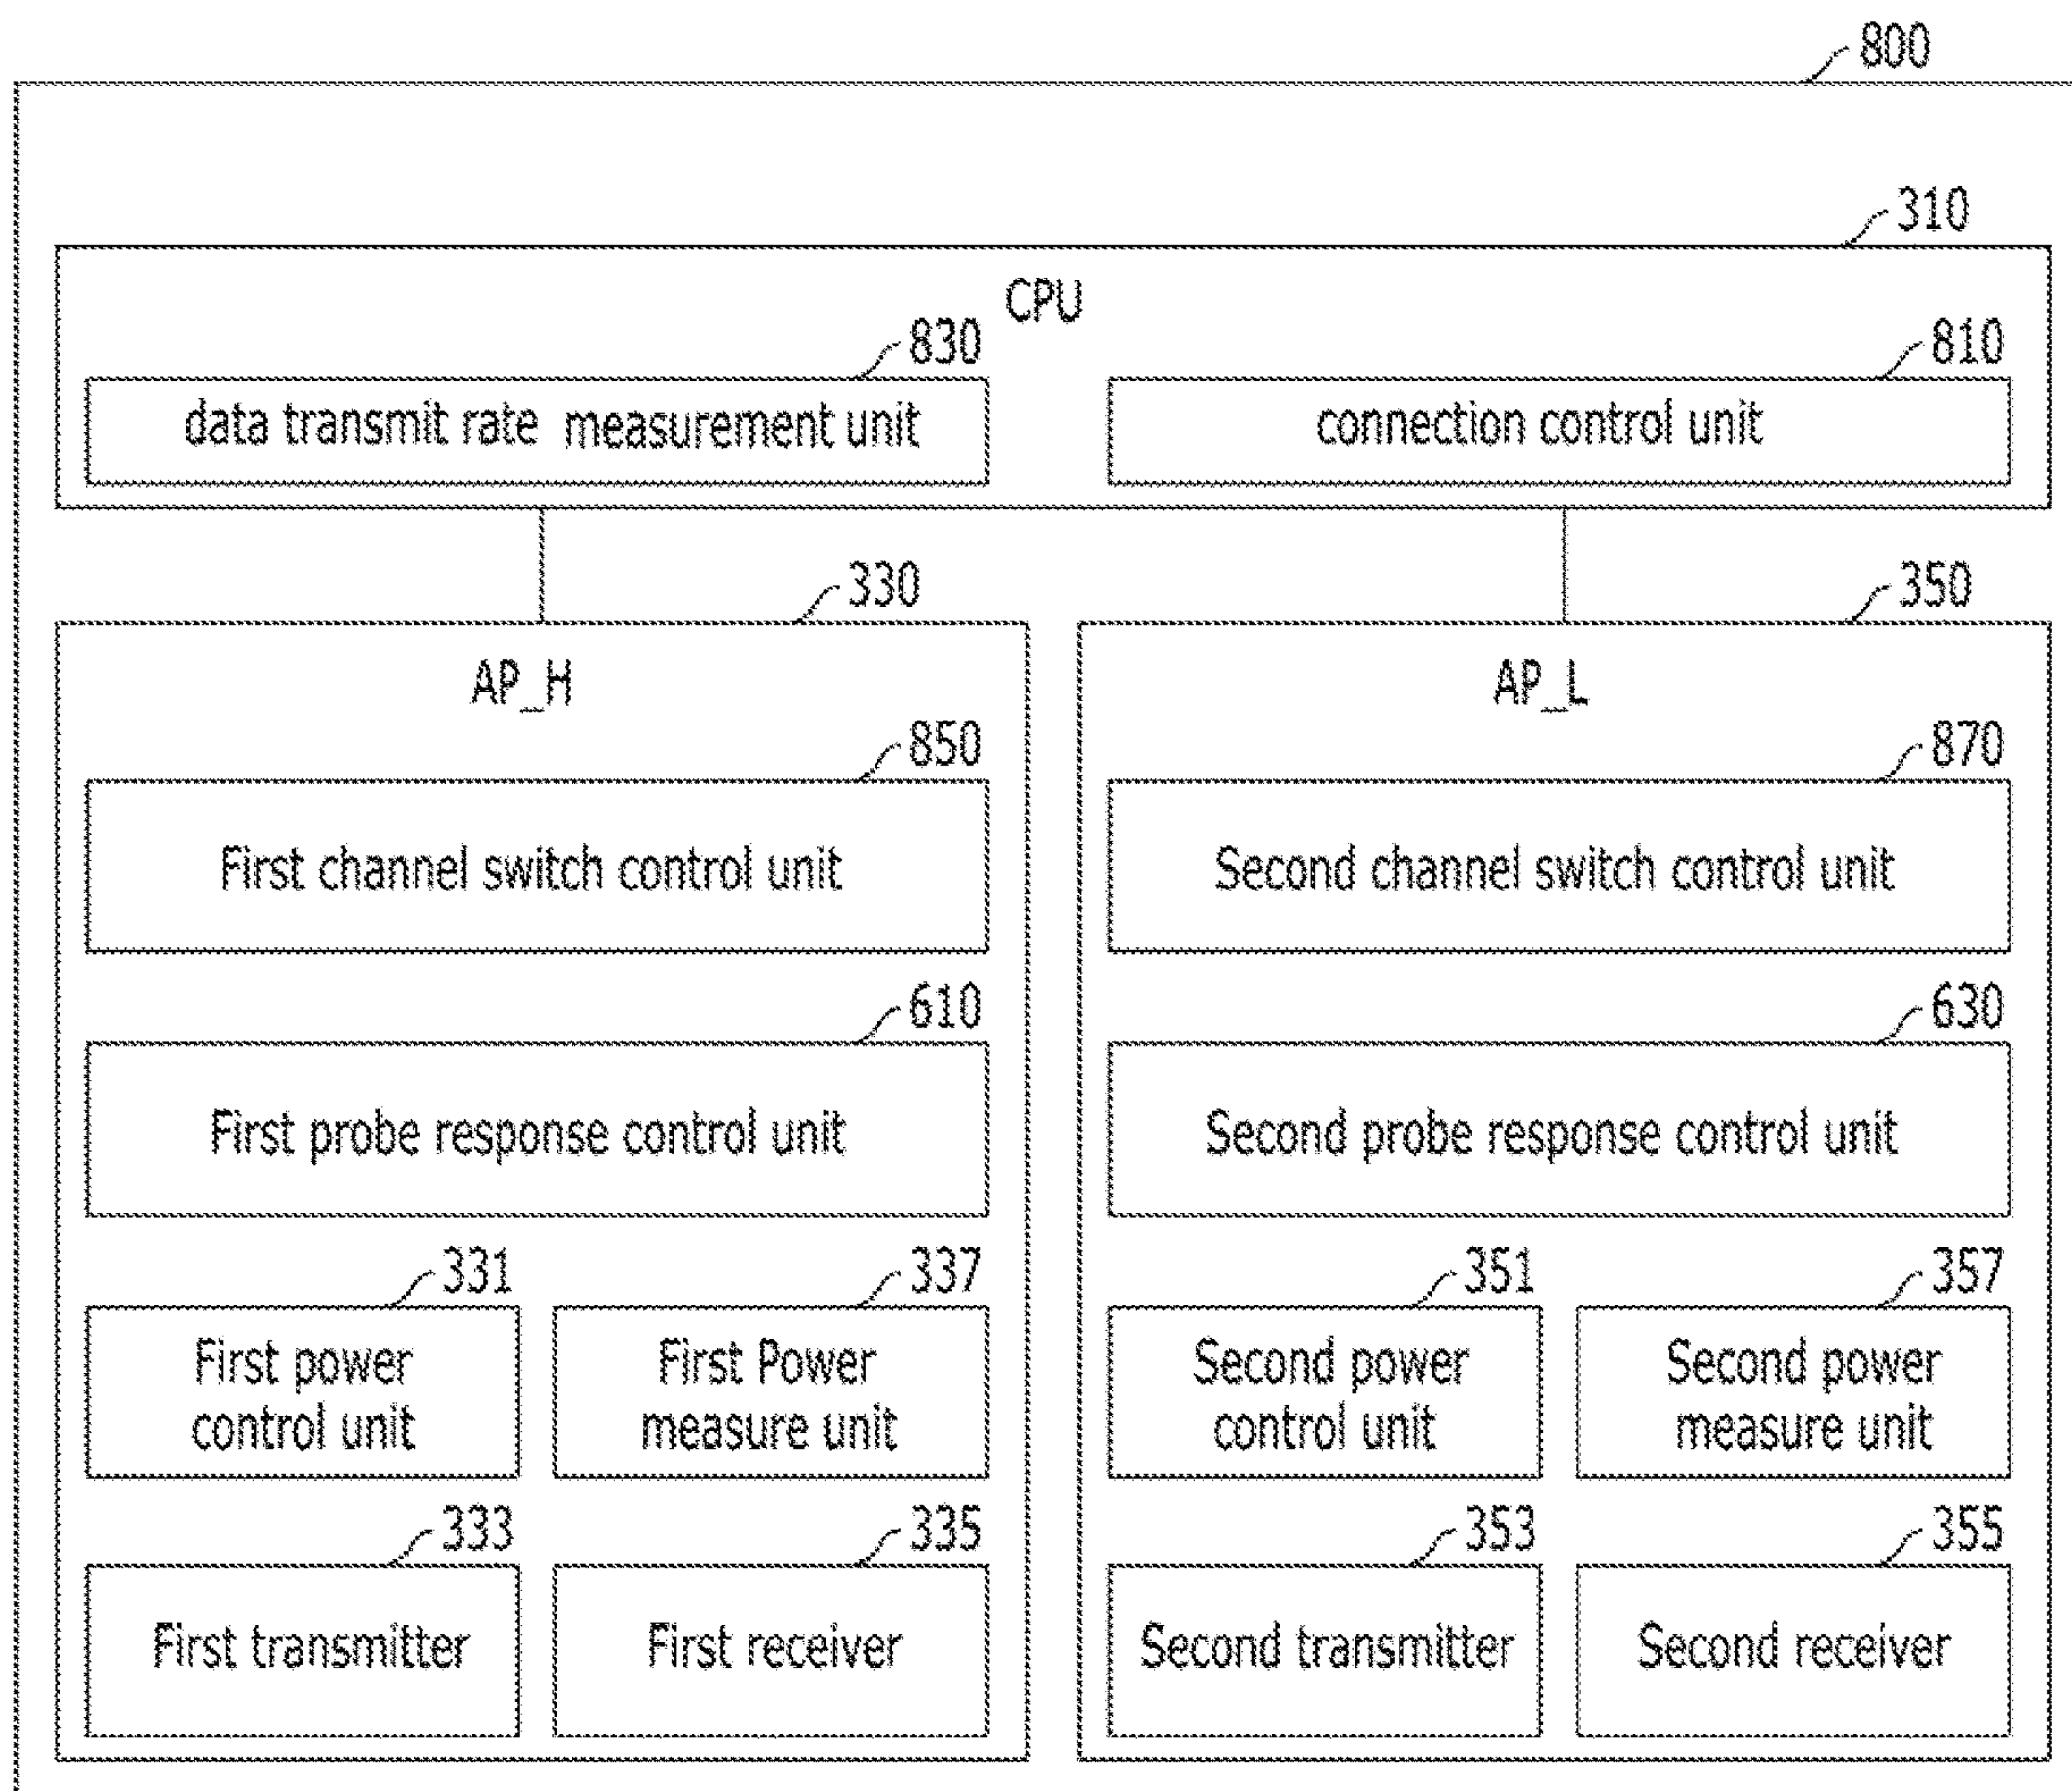 800
310
CPU
830
810
data transmit rate measurement unit
connection control unit
330
350
AP_H
AP_L
850
870
First channel switch control unit
Second channel switch control unit
610
630
First probe response control unit
Second probe response control unit
331
337
351
357
First power
control unit
First Power
measure unit
Second power
control unit
Second power
measure unit
333
335
353
355
First transmitter
First receiver
Second transmitter
Second receiver